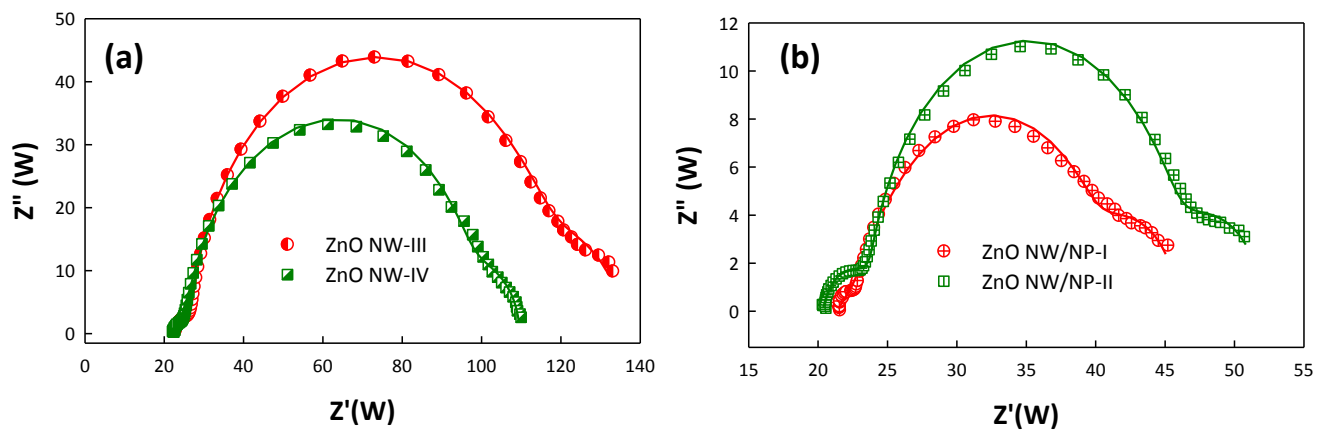 (a)
Z" (W)
50
40
30
20
10
0
ZnO NW-III
ZnO NW-IV
0 20 40 60 80 100 120 140
Z'(W)
(b)
Z" (W)
12
10
8
6
4
2
0
ZnO NW/NP-I
ZnO NW/NP-II
15 20 25 30 35 40 45 50 55
Z'(W)